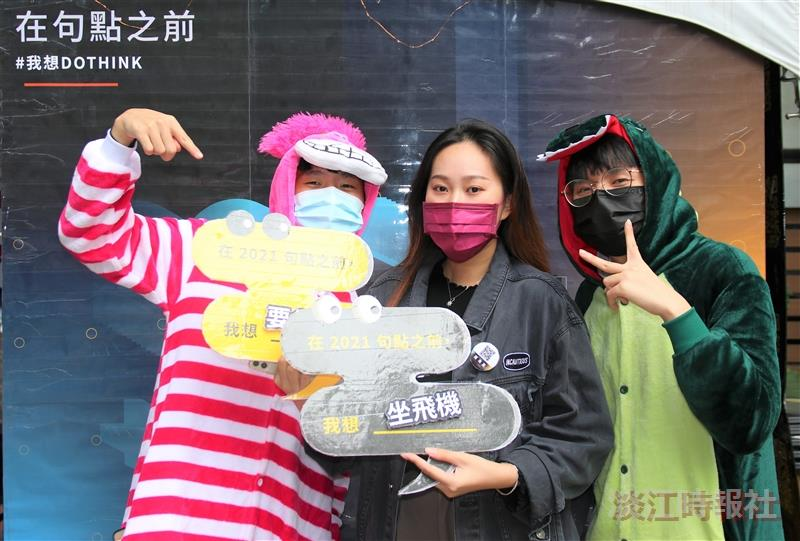 在句點之前
#我想DOTHINK
在 2021 句點之前,
我想 要
在 2021 句點之前,
我想 坐飛機
INCAUTIOUS
淡江時報社